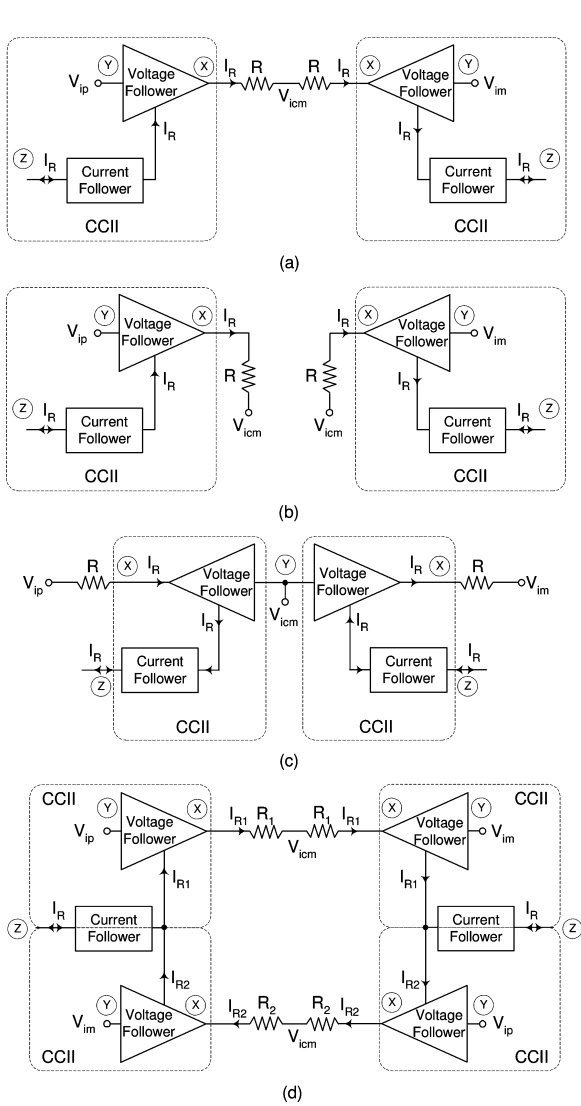 Y X I_R R R I_R X Y
V_ip Voltage Follower V_icm Voltage Follower V_im
I_R I_R
Z I_R Current Follower Current Follower I_R Z
CCII CCII
(a)
Y X I_R I_R X Y
V_ip Voltage Follower Voltage Follower V_im
R R
I_R I_R
Z I_R Current Follower V_icm V_icm Current Follower I_R Z
CCII CCII
(b)
R X I_R Y I_R X R
V_ip Voltage Follower V_icm Voltage Follower V_im
I_R I_R
I_R Current Follower Current Follower I_R
Z Z
CCII CCII
(c)
CCII CCII
Y X I_R1 R_1 R_1 I_R1 X Y
V_ip Voltage Follower V_icm Voltage Follower V_im
I_R1 I_R1
Z I_R Current Follower Current Follower I_R Z
I_R2 I_R2
Y X I_R2 R_2 R_2 I_R2 X Y
V_im Voltage Follower V_icm Voltage Follower V_ip
CCII CCII
(d)